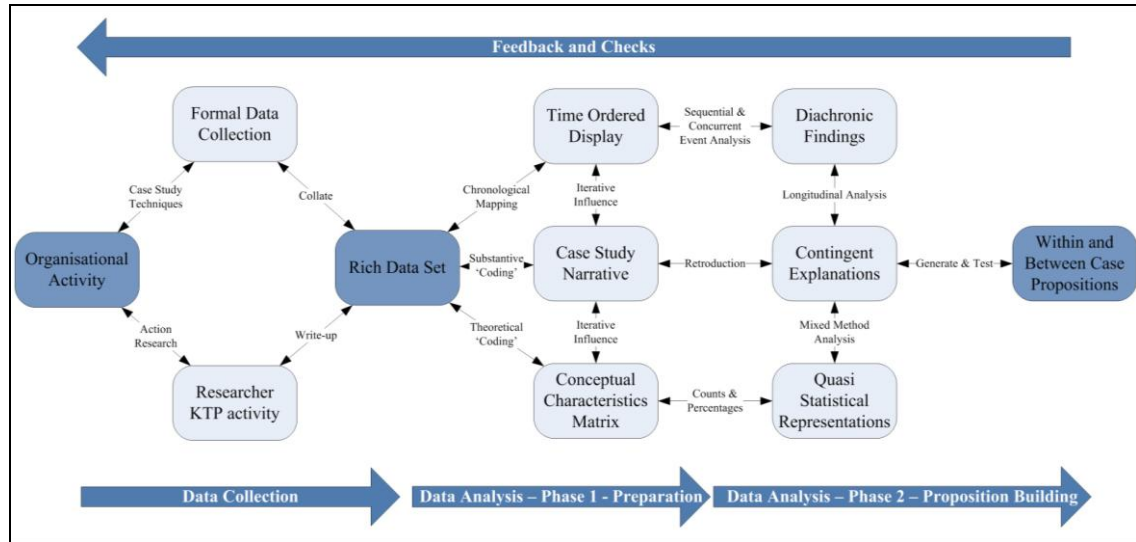 Feedback and Checks
Formal Data
Collection
Time Ordered
Display
Sequential &
Concurrent
Event Analysis
Diachronic
Findings
Case Study
Techniques
Collate
Chronological
Mapping
Iterative
Influence
Longitudinal Analysis
Organisational
Activity
Rich Data Set
Substantive
‘Coding’
Case Study
Narrative
Retroduction
Contingent
Explanations
Generate & Test
Within and
Between Case
Propositions
Action
Research
Write-up
Theoretical
‘Coding’
Iterative
Influence
Mixed Method
Analysis
Researcher
KTP activity
Conceptual
Characteristics
Matrix
Counts &
Percentages
Quasi
Statistical
Representations
Data Collection
Data Analysis – Phase 1 - Preparation
Data Analysis – Phase 2 – Proposition Building